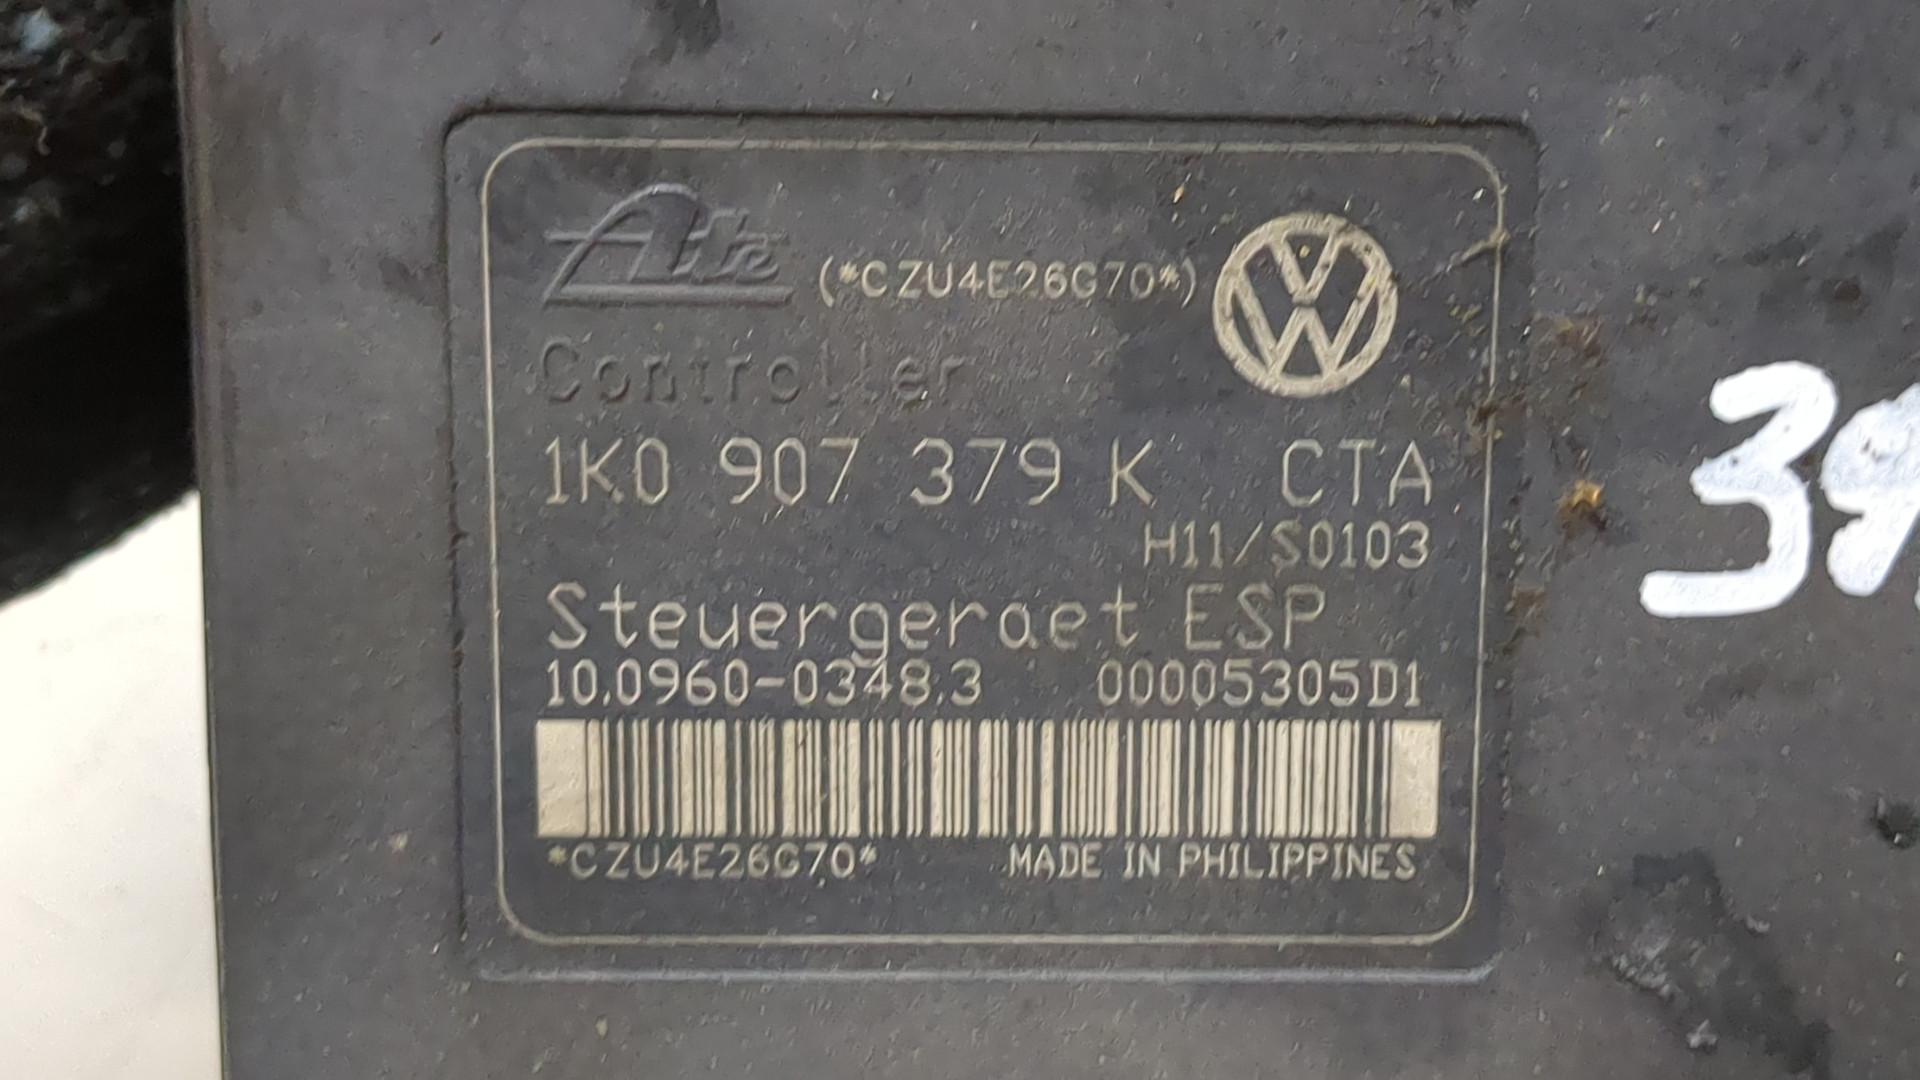 Ate (*CZU4E26G70*)
Controller
1K0 907 379 K CTA
H11/S0103
Steuergeraet ESP
10.0960-0348.3 00005305D1
*CZU4E26G70* MADE IN PHILIPPINES